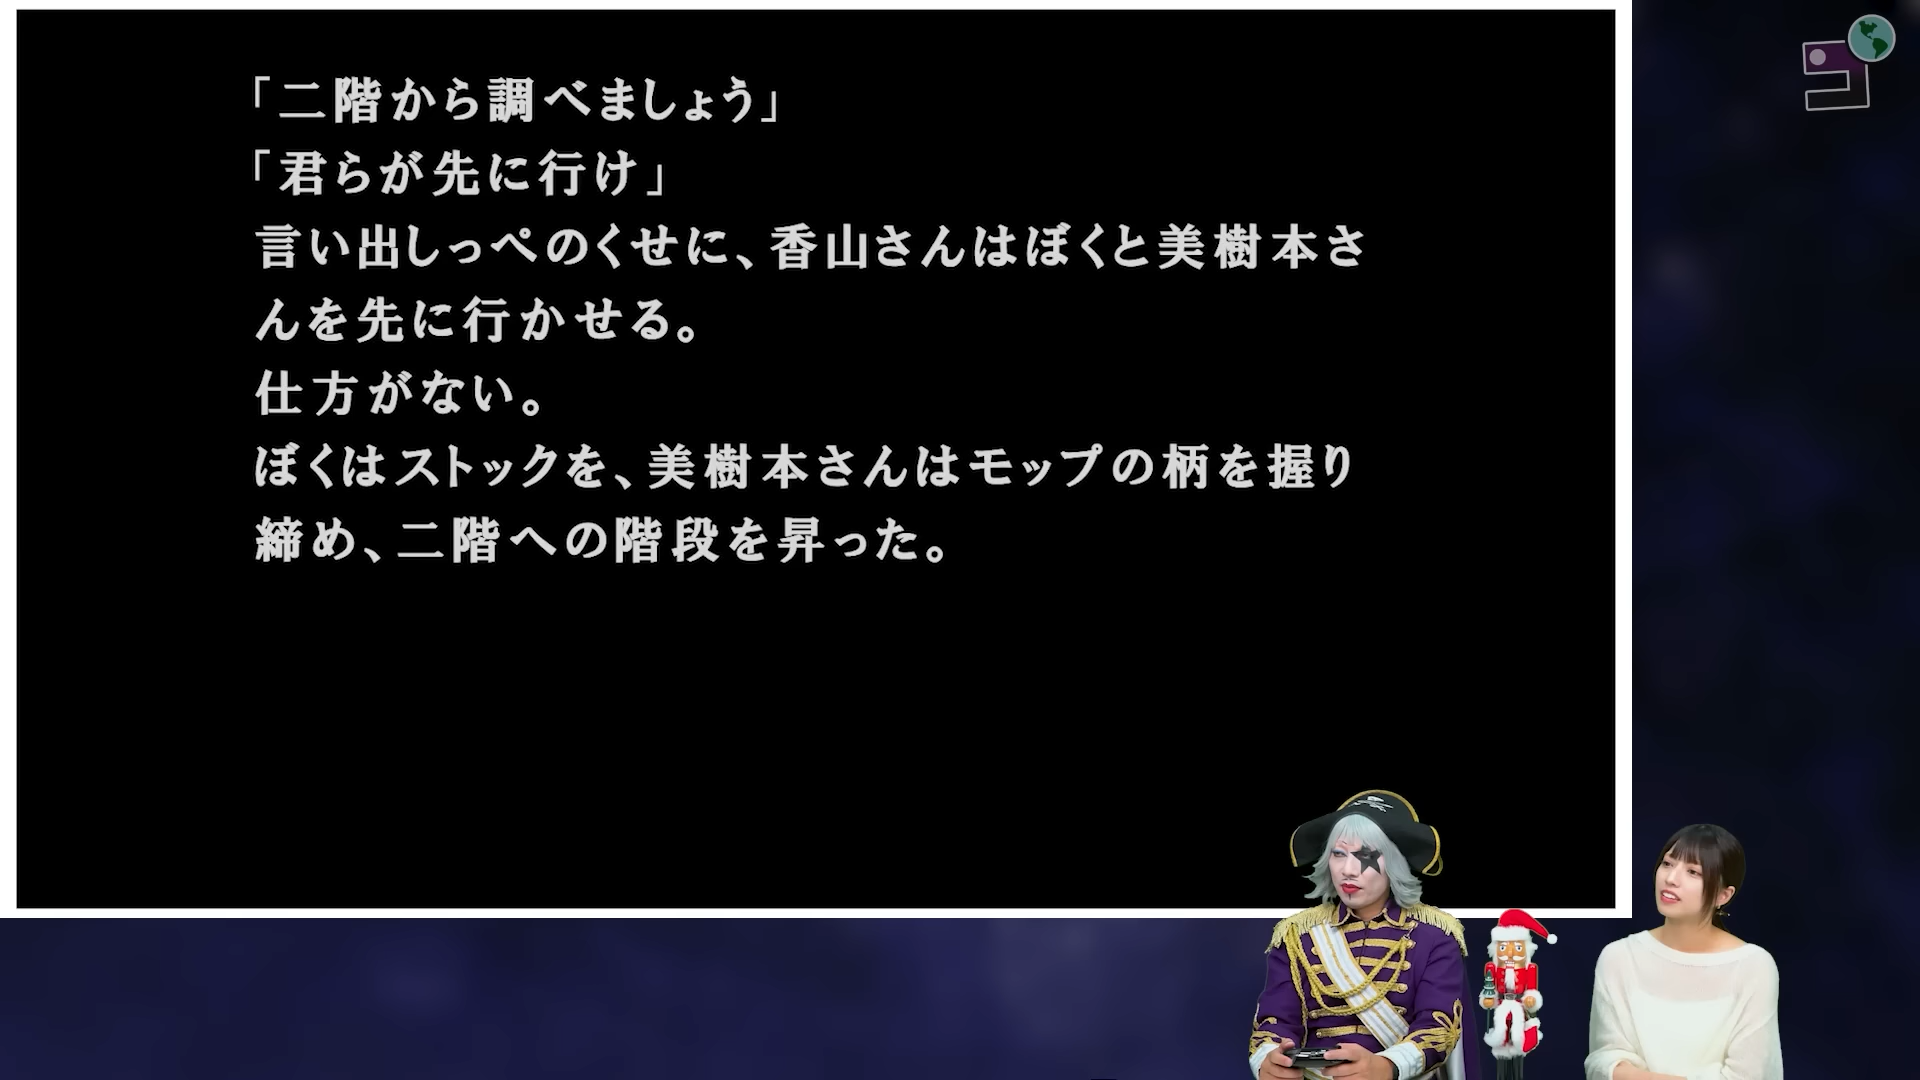 「二階から調べましょう」
「君らが先に行け」
言い出しっぺのくせに、香山さんはぼくと美樹本さ
んを先に行かせる。
仕方がない。
ぼくはストックを、美樹本さんはモップの柄を握り
締め、二階への階段を昇った。